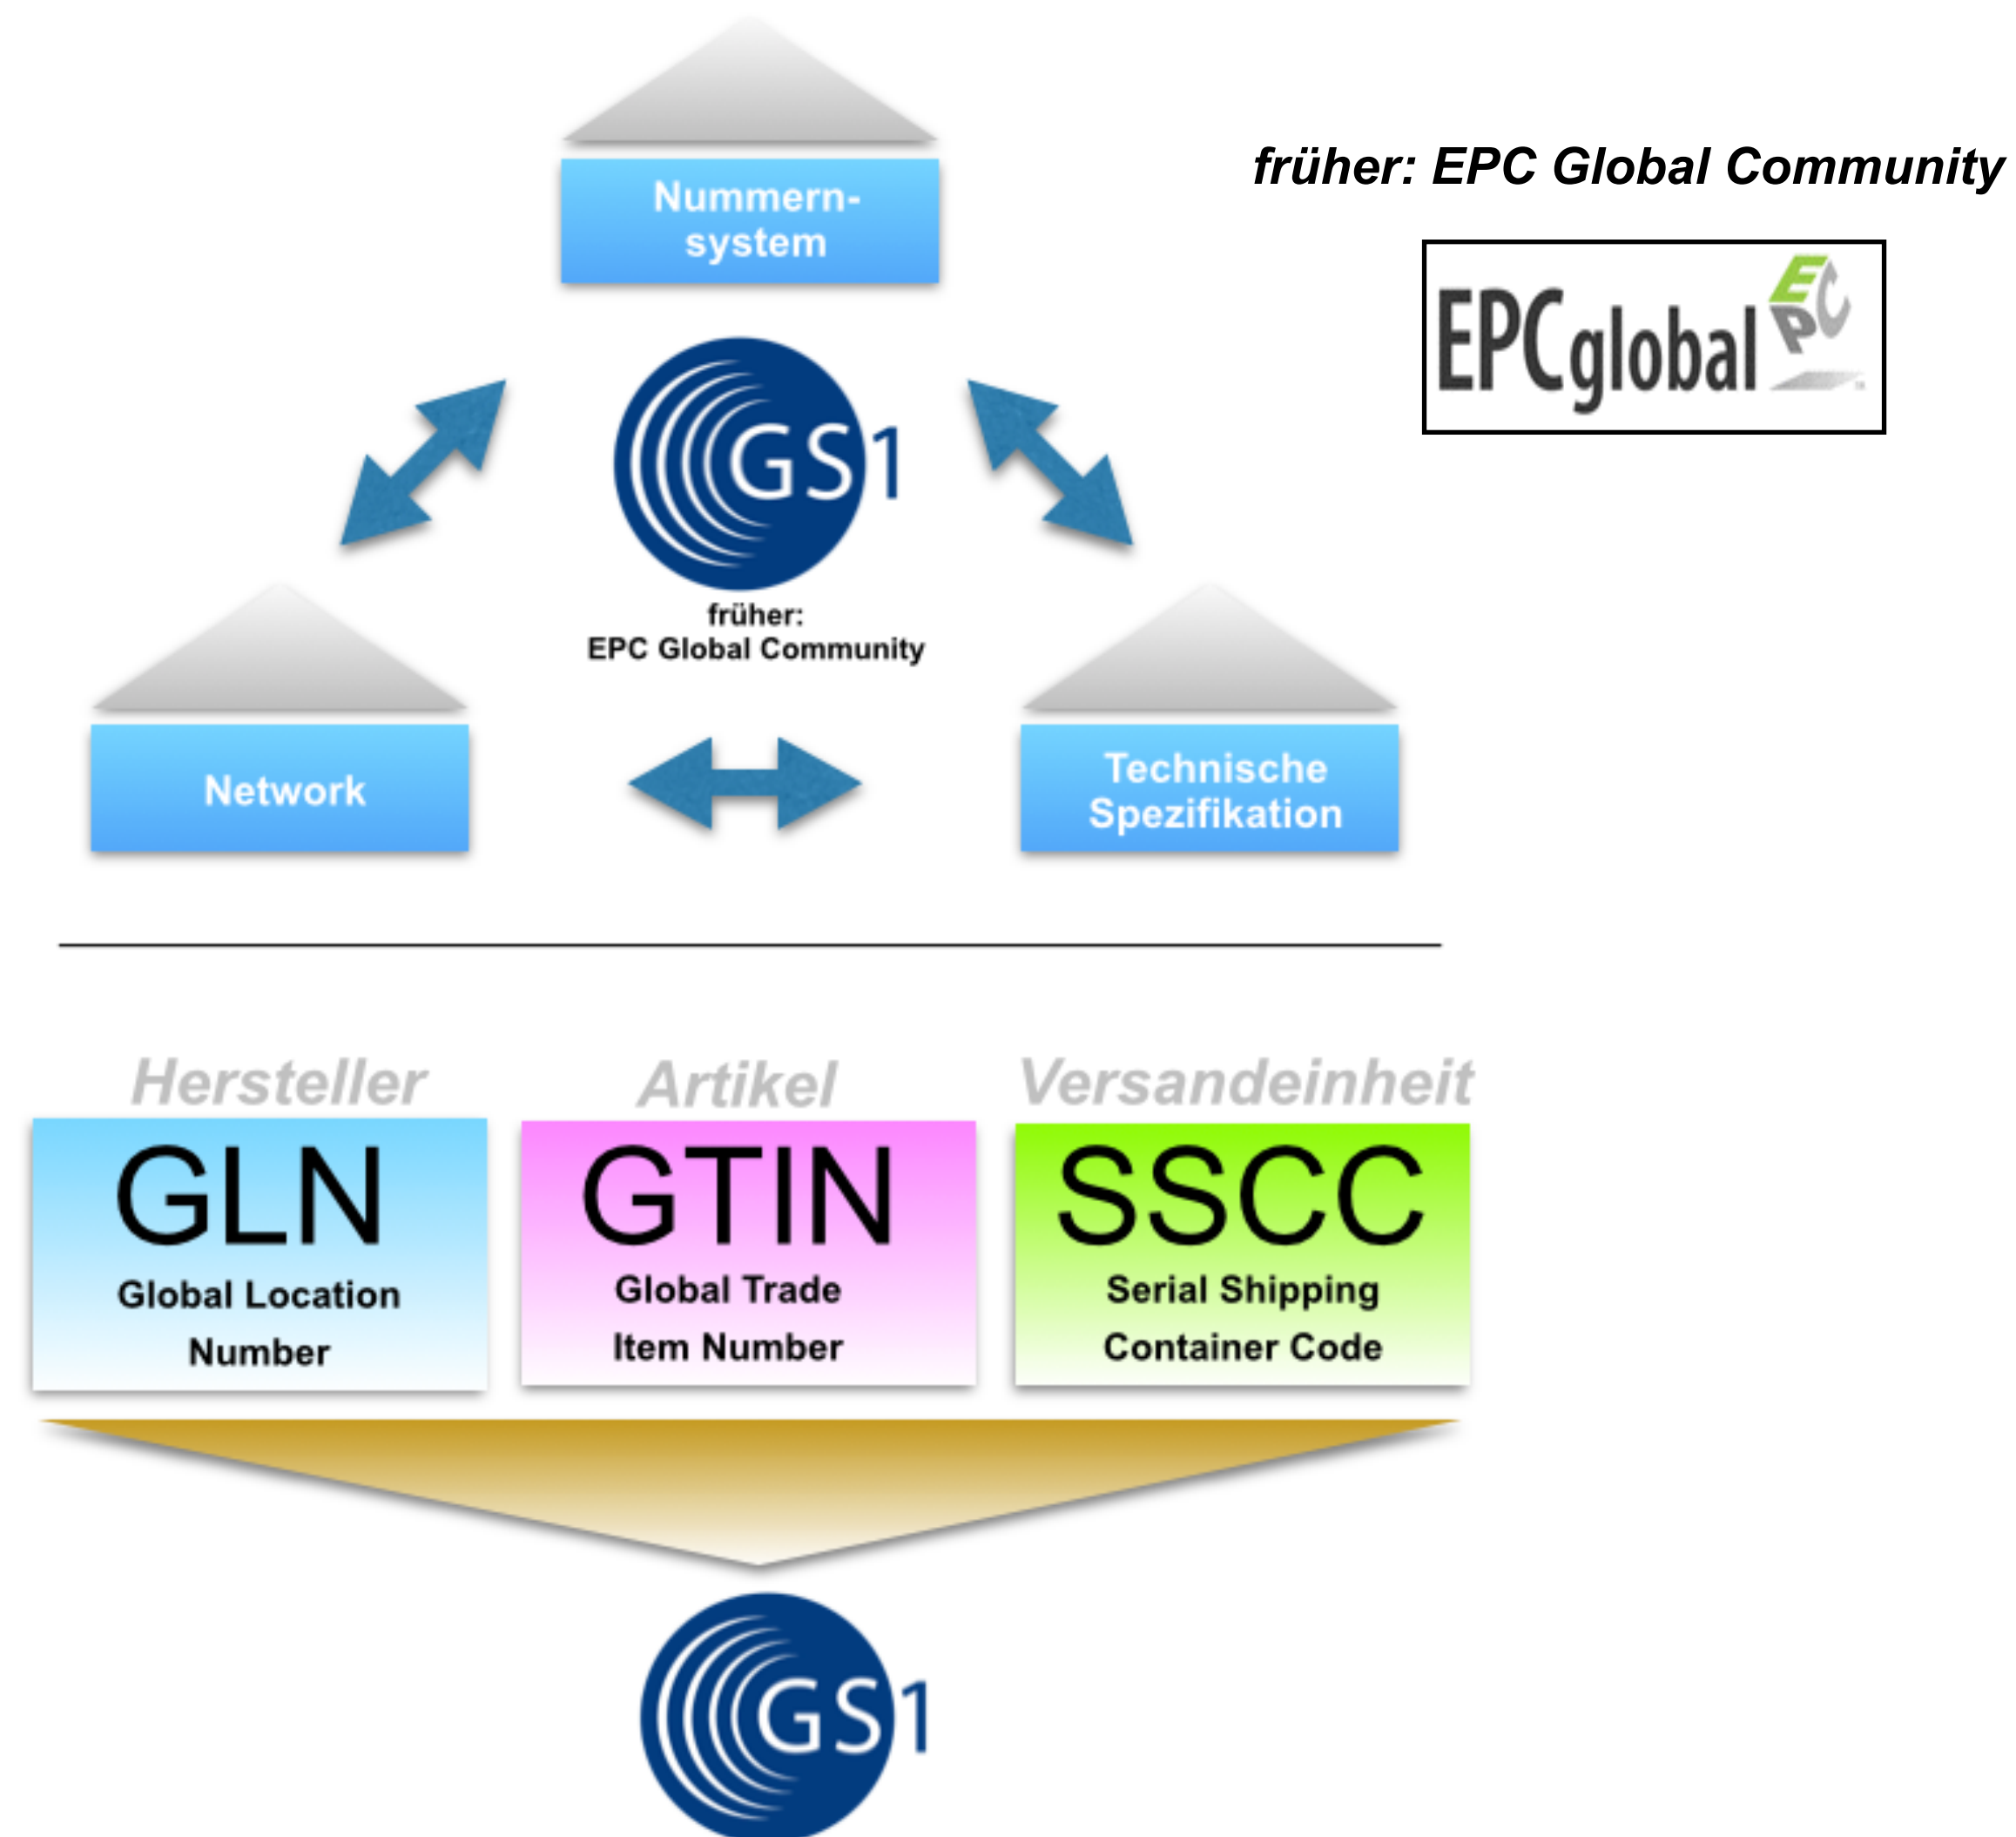 Nummern-
system
früher: EPC Global Community
EPCglobal
EPC
GS1
früher:
EPC Global Community
Network
Technische
Spezifikation
Hersteller
Artikel
Versandeinheit
GLN
Global Location
Number
GTIN
Global Trade
Item Number
SSCC
Serial Shipping
Container Code
GS1